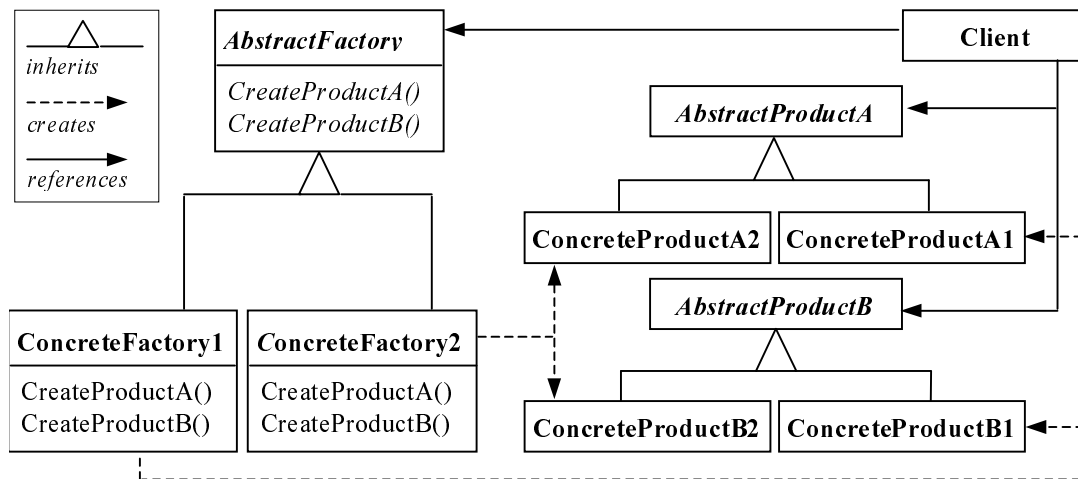 inherits
creates
references
AbstractFactory
CreateProductA()
CreateProductB()
Client
AbstractProductA
ConcreteProductA2
ConcreteProductA1
AbstractProductB
ConcreteProductB2
ConcreteProductB1
ConcreteFactory1
CreateProductA()
CreateProductB()
ConcreteFactory2
CreateProductA()
CreateProductB()